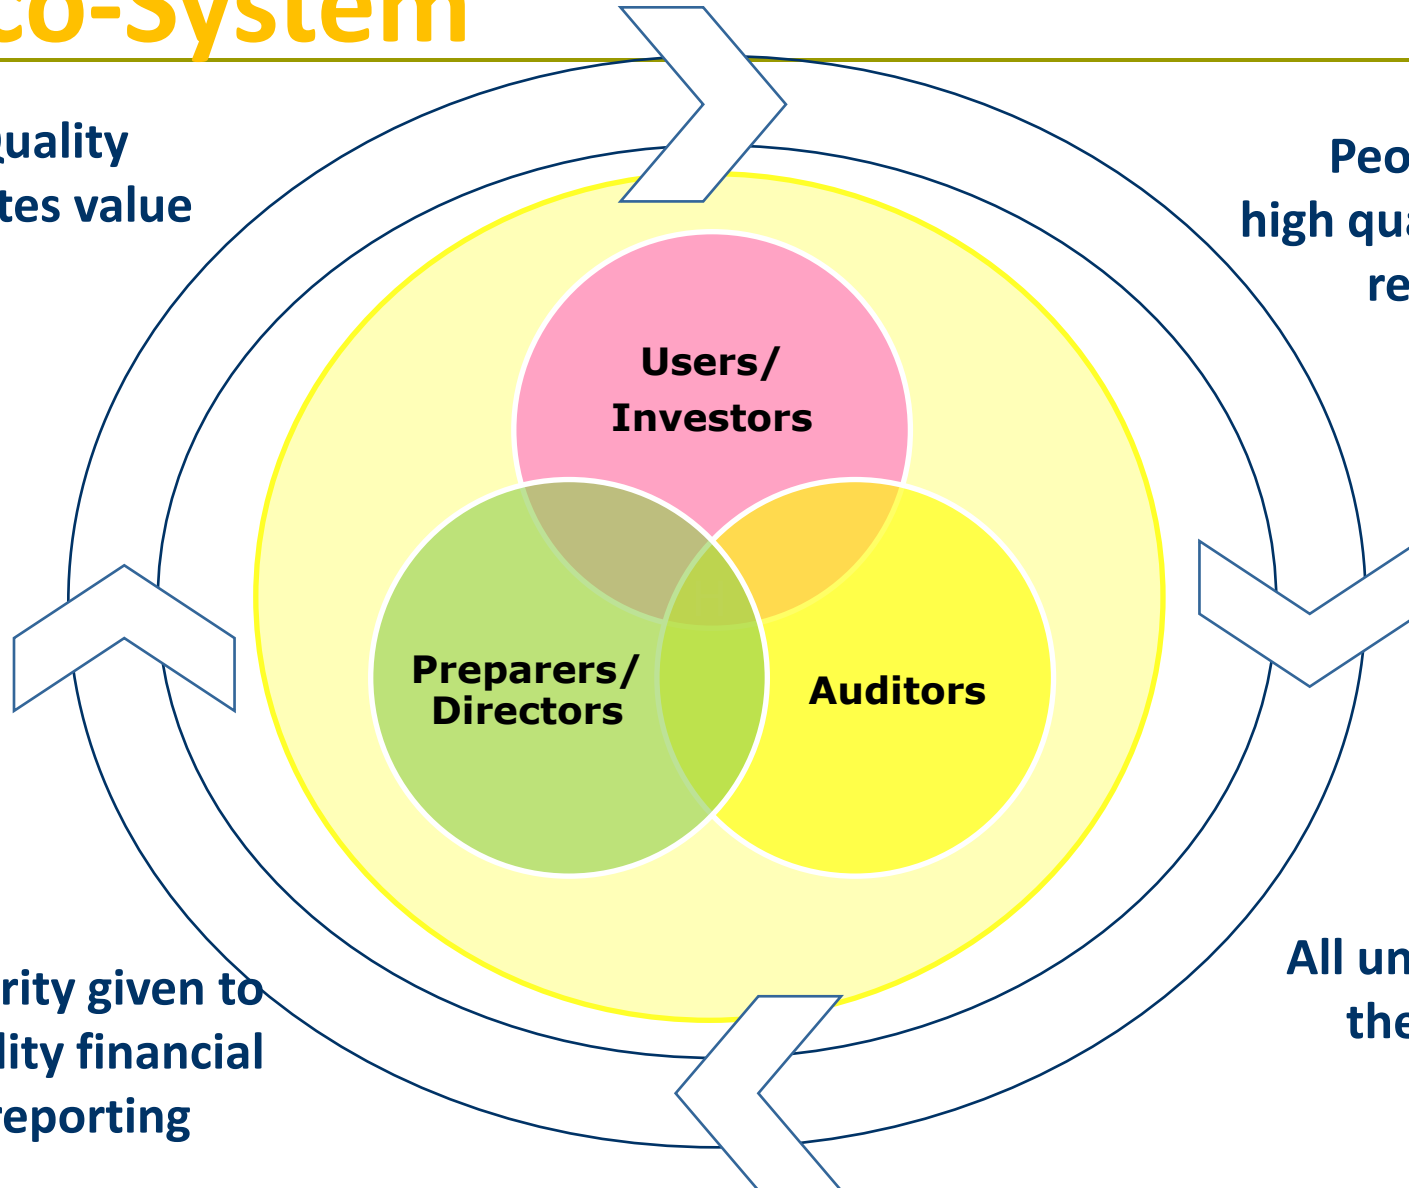 co-System
Quality
tes value
Peo
high qua
re
Users/
Investors
Preparers/
Directors
Auditors
rity given to
lity financial
reporting
All un
the